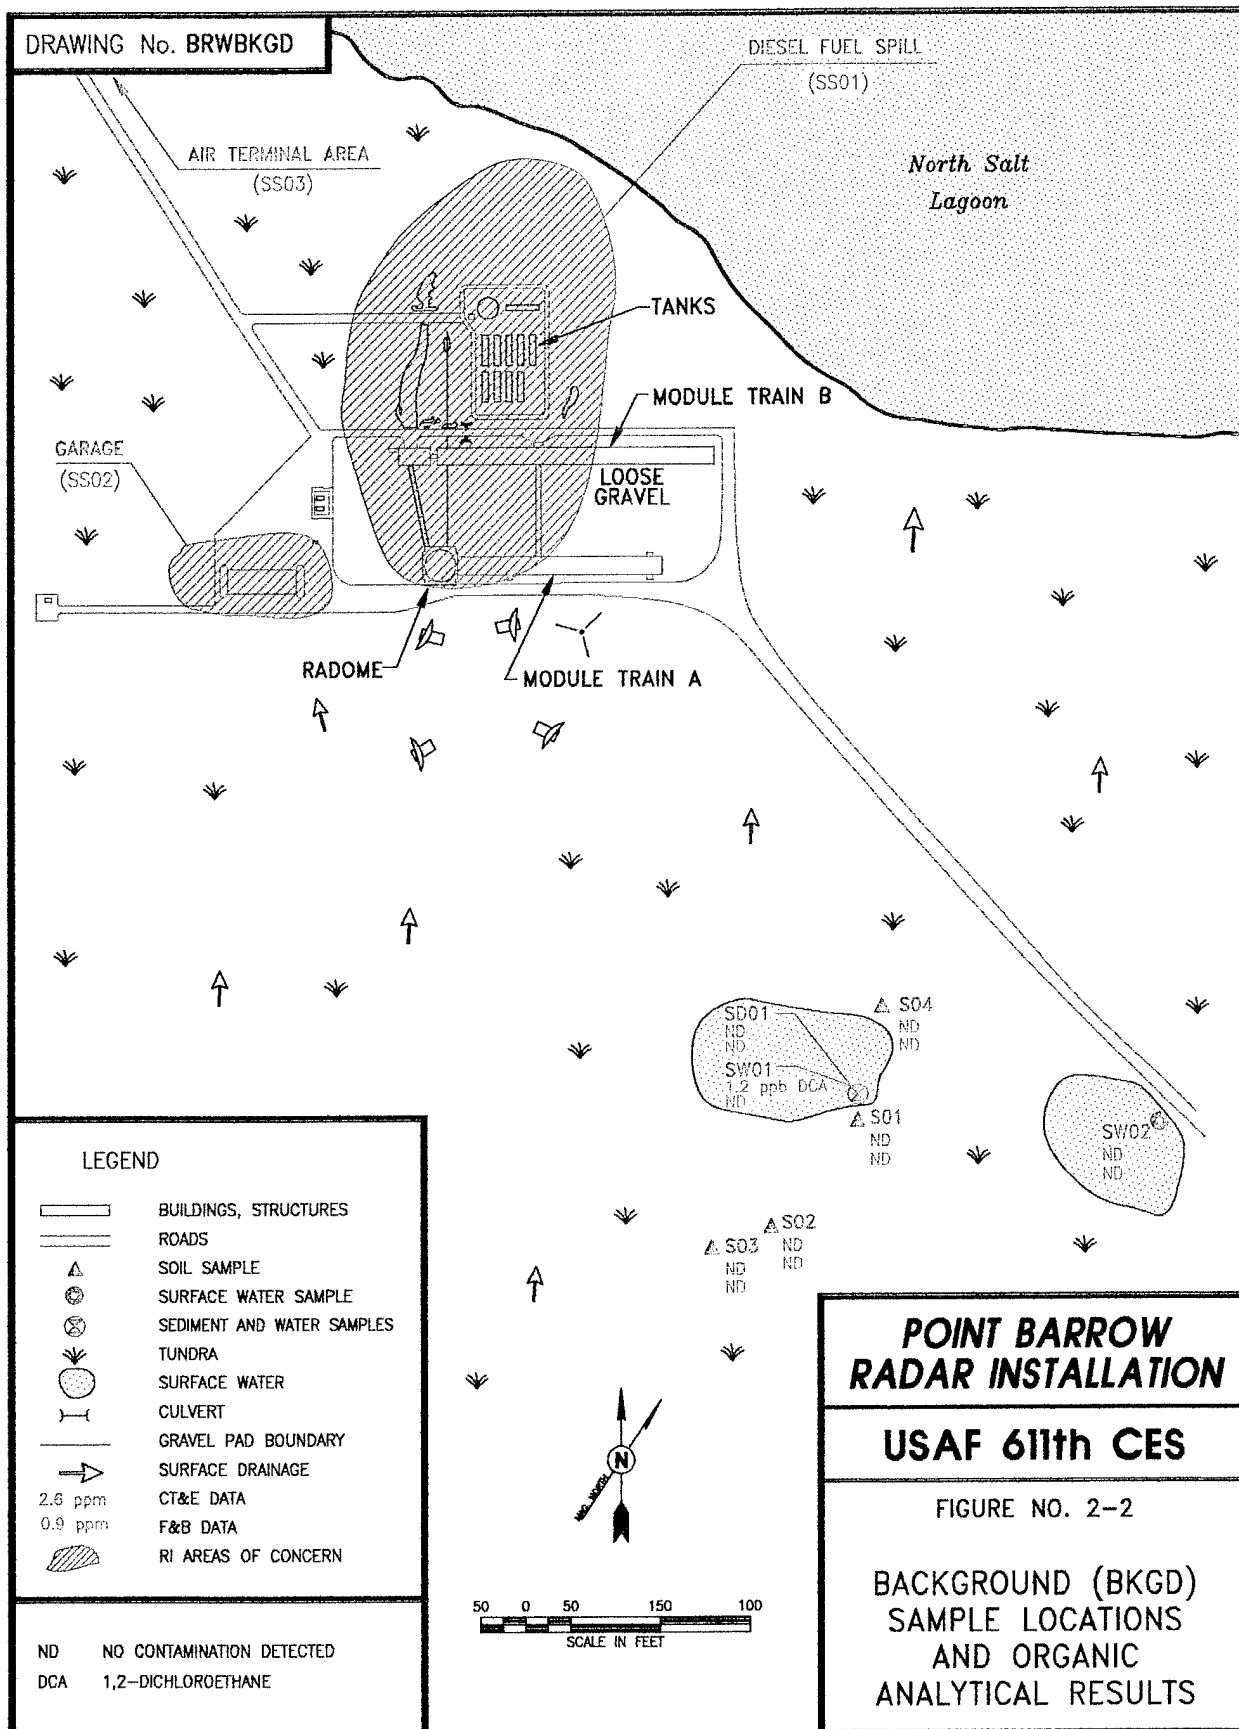 DRAWING No. BRWBKGD
DIESEL FUEL SPILL
(SS01)
AIR TERMINAL AREA
(SS03)
North Salt
Lagoon
TANKS
MODULE TRAIN B
GARAGE
(SS02)
LOOSE
GRAVEL
RADOME
MODULE TRAIN A
SD01
ND
ND
SW01
1.2 ppb DCA
ND
S04
ND
ND
S01
ND
ND
SW02
ND
ND
S02
ND
ND
S03
ND
ND
LEGEND
BUILDINGS, STRUCTURES
ROADS
SOIL SAMPLE
SURFACE WATER SAMPLE
SEDIMENT AND WATER SAMPLES
TUNDRA
SURFACE WATER
CULVERT
GRAVEL PAD BOUNDARY
SURFACE DRAINAGE
2.6 ppm CT&E DATA
0.9 ppm F&B DATA
RI AREAS OF CONCERN
ND NO CONTAMINATION DETECTED
DCA 1,2-DICHLOROETHANE
N
MAG. NORTH
50 0 50 150 100
SCALE IN FEET
POINT BARROW
RADAR INSTALLATION
USAF 611th CES
FIGURE NO. 2-2
BACKGROUND (BKGD)
SAMPLE LOCATIONS
AND ORGANIC
ANALYTICAL RESULTS